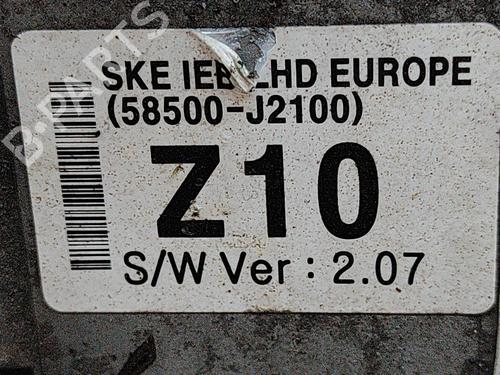 SKE IEB LHD EUROPE
(58500-J2100)
Z10
S/W Ver : 2.07
B-PARTS